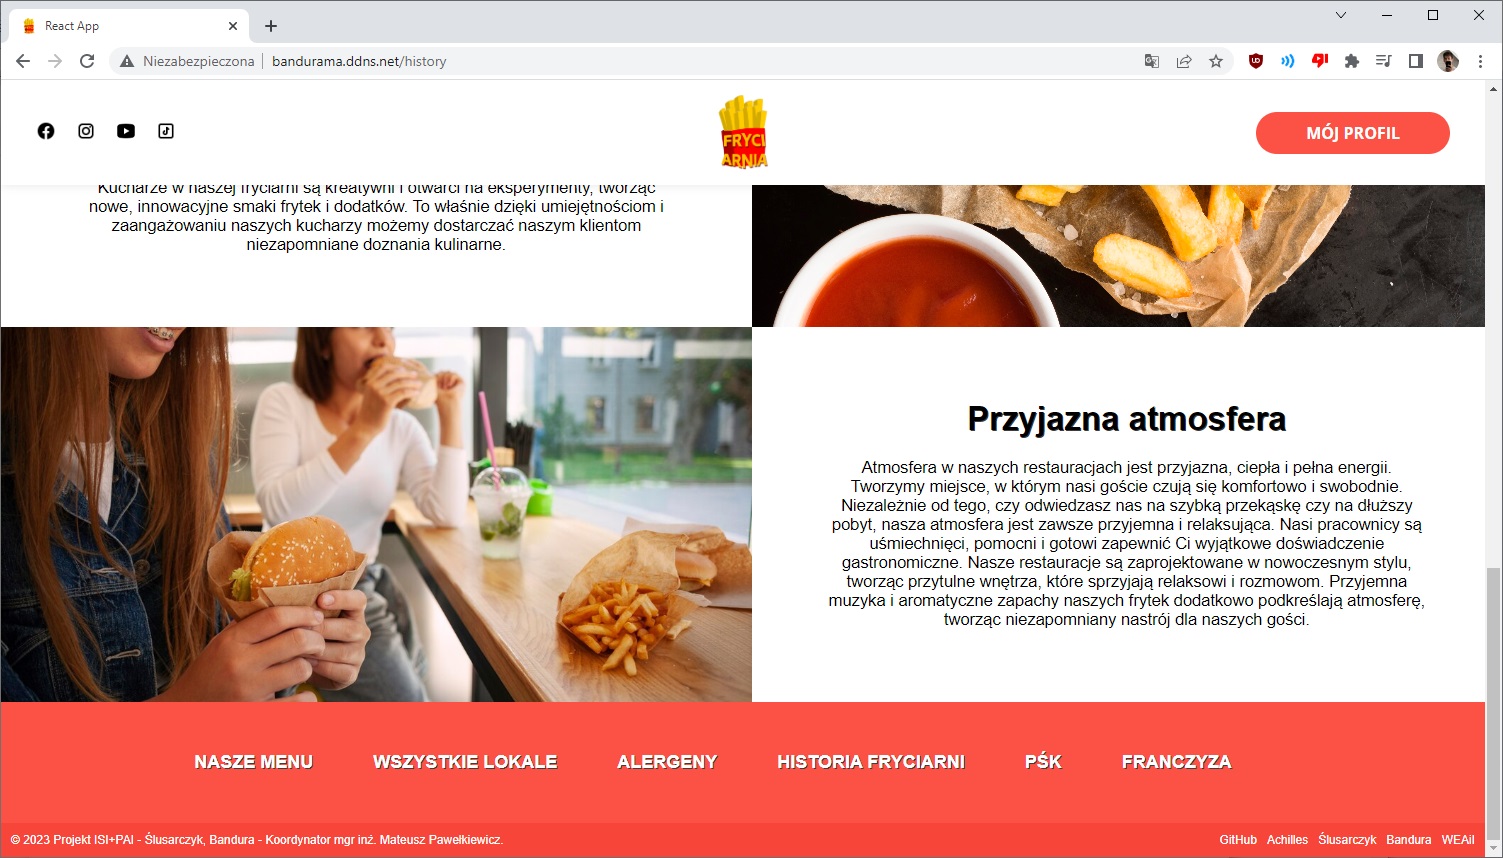 React App
Niezabezpieczona
bandurama.ddns.net/history
FRYCI
ARNIA
MÓJ PROFIL
Kucharze w naszej fryciarni są kreatywni i otwarci na eksperymenty, tworząc
nowe, innowacyjne smaki frytek i dodatków. To właśnie dzięki umiejętnościom i
zaangażowaniu naszych kucharzy możemy dostarczać naszym klientom
niezapomniane doznania kulinarne.
Przyjazna atmosfera
Atmosfera w naszych restauracjach jest przyjazna, ciepła i pełna energii.
Tworzymy miejsce, w którym nasi goście czują się komfortowo i swobodnie.
Niezależnie od tego, czy odwiedzasz nas na szybką przekąskę czy na dłuższy
pobyt, nasza atmosfera jest zawsze przyjemna i relaksująca. Nasi pracownicy są
uśmiechnięci, pomocni i gotowi zapewnić Ci wyjątkowe doświadczenie
gastronomiczne. Nasze restauracje są zaprojektowane w nowoczesnym stylu,
tworząc przytulne wnętrza, które sprzyjają relaksowi i rozmowom. Przyjemna
muzyka i aromatyczne zapachy naszych frytek dodatkowo podkreślają atmosferę,
tworząc niezapomniany nastrój dla naszych gości.
NASZE MENU WSZYSTKIE LOKALE ALERGENY HISTORIA FRYCIARNI PŚK FRANCZYZA
© 2023 Projekt ISI+PAI - Ślusarczyk, Bandura - Koordynator mgr inż. Mateusz Pawełkiewicz.
GitHub Achilles Ślusarczyk Bandura WEAiI